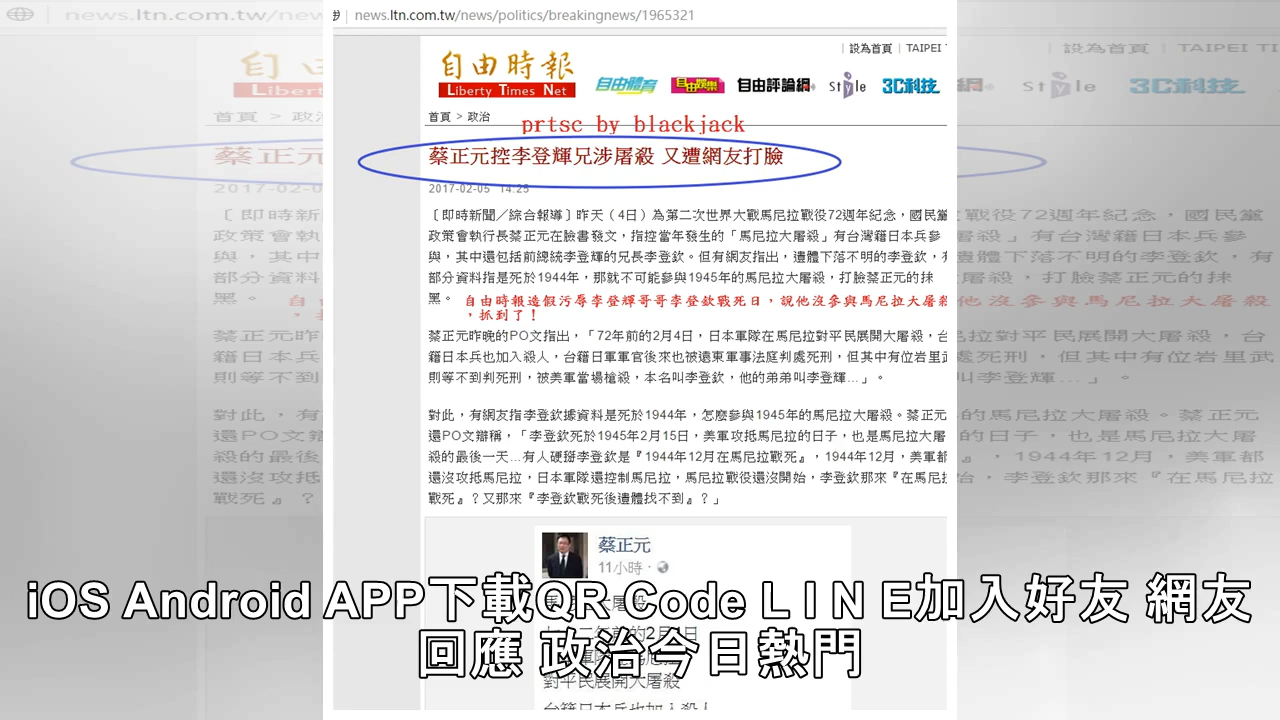 news.ltn.com.tw/news/politics/breakingnews/1965321
設為首頁 | TAIPEI
自由時報
Liberty Times Net
自由體育 自由娛樂 自由評論網 Style 3C科技
首頁 > 政治
prtsc by blackjack
蔡正元控李登輝兄涉屠殺 又遭網友打臉
2017-02-05 14:25
〔即時新聞／綜合報導〕昨天（4日）為第二次世界大戰馬尼拉戰役72週年紀念，國民黨
政策會執行長蔡正元在臉書發文，指控當年發生的「馬尼拉大屠殺」有台灣籍日本兵參
與，其中還包括前總統李登輝的兄長李登欽。但有網友指出，遺體下落不明的李登欽，有
部分資料指是死於1944年，那就不可能參與1945年的馬尼拉大屠殺，打臉蔡正元的抹
黑。
自由時報造假污辱李登輝哥哥李登欽戰死日，說他沒參與馬尼拉大屠殺
，抓到了！
蔡正元昨晚的PO文指出，「72年前的2月4日，日本軍隊在馬尼拉對平民展開大屠殺，台
籍日本兵也加入殺人，台籍日軍軍官後來也被遠東軍事法庭判處死刑，但其中有位岩里武
則等不到判死刑，被美軍當場槍殺，本名叫李登欽，他的弟弟叫李登輝...」。
對此，有網友指李登欽據資料是死於1944年，怎麼參與1945年的馬尼拉大屠殺。蔡正元
還PO文辯稱，「李登欽死於1945年2月15日，美軍攻抵馬尼拉的日子，也是馬尼拉大屠
殺的最後一天...有人硬掰李登欽是『1944年12月在馬尼拉戰死』，1944年12月，美軍都
還沒攻抵馬尼拉，日本軍隊還控制馬尼拉，馬尼拉戰役還沒開始，李登欽那來『在馬尼拉
戰死』？又那來『李登欽戰死後遺體找不到』？」
蔡正元
11小時
iOS Android APP下載QR Code L I N E加入好友 網友
回應 政治今日熱門
對平民展開大屠殺
台籍日本兵也加入殺人